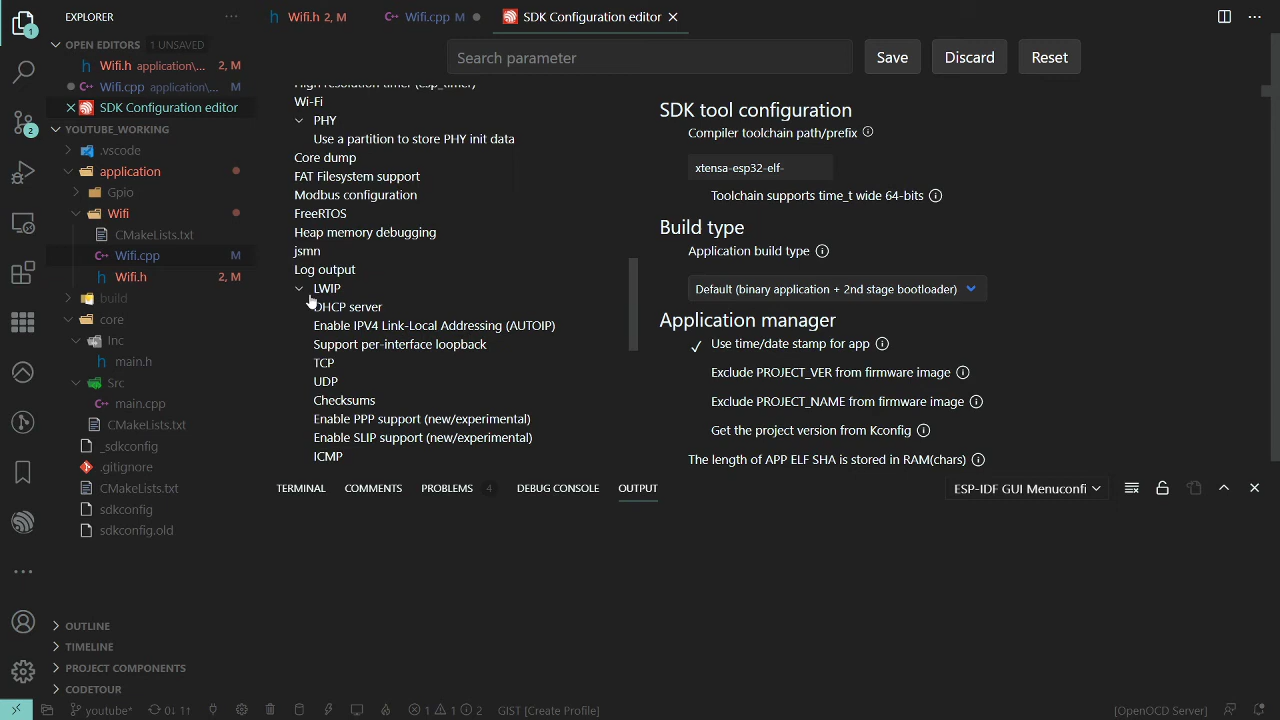 EXPLORER
Wifi.h 2, M
Wifi.cpp M
SDK Configuration editor
OPEN EDITORS 1 UNSAVED
Wifi.h application\... 2, M
Wifi.cpp application\... M
SDK Configuration editor
YOUTUBE_WORKING
.vscode
application
Gpio
Wifi
CMakeLists.txt
Wifi.cpp M
Wifi.h 2, M
build
core
Inc
main.h
Src
main.cpp
CMakeLists.txt
_sdkconfig
.gitignore
CMakeLists.txt
sdkconfig
sdkconfig.old
OUTLINE
TIMELINE
PROJECT COMPONENTS
CODETOUR
Search parameter
Save
Discard
Reset
High resolution timer (esp_timer)
Wi-Fi
PHY
Use a partition to store PHY init data
Core dump
FAT Filesystem support
Modbus configuration
FreeRTOS
Heap memory debugging
jsmn
Log output
LWIP
DHCP server
Enable IPV4 Link-Local Addressing (AUTOIP)
Support per-interface loopback
TCP
UDP
Checksums
Enable PPP support (new/experimental)
Enable SLIP support (new/experimental)
ICMP
SDK tool configuration
Compiler toolchain path/prefix
xtensa-esp32-elf-
Toolchain supports time_t wide 64-bits
Build type
Application build type
Default (binary application + 2nd stage bootloader)
Application manager
Use time/date stamp for app
Exclude PROJECT_VER from firmware image
Exclude PROJECT_NAME from firmware image
Get the project version from Kconfig
The length of APP ELF SHA is stored in RAM(chars)
TERMINAL COMMENTS PROBLEMS 4 DEBUG CONSOLE OUTPUT
ESP-IDF GUI Menuconfi
1
2
youtube* 0↓ 1↑ 1 1 2 GIST [Create Profile] [OpenOCD Server]